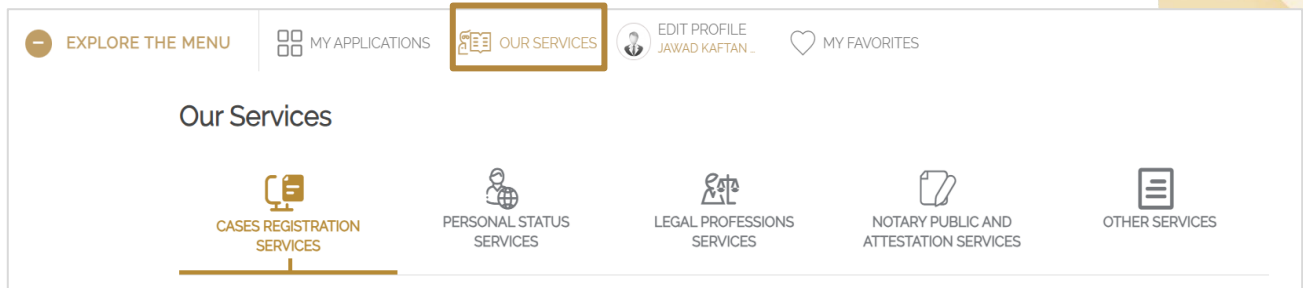 EXPLORE THE MENU
MY APPLICATIONS
OUR SERVICES
EDIT PROFILE
JAWAD KAFTAN ..
MY FAVORITES
Our Services
CASES REGISTRATION
SERVICES
PERSONAL STATUS
SERVICES
LEGAL PROFESSIONS
SERVICES
NOTARY PUBLIC AND
ATTESTATION SERVICES
OTHER SERVICES